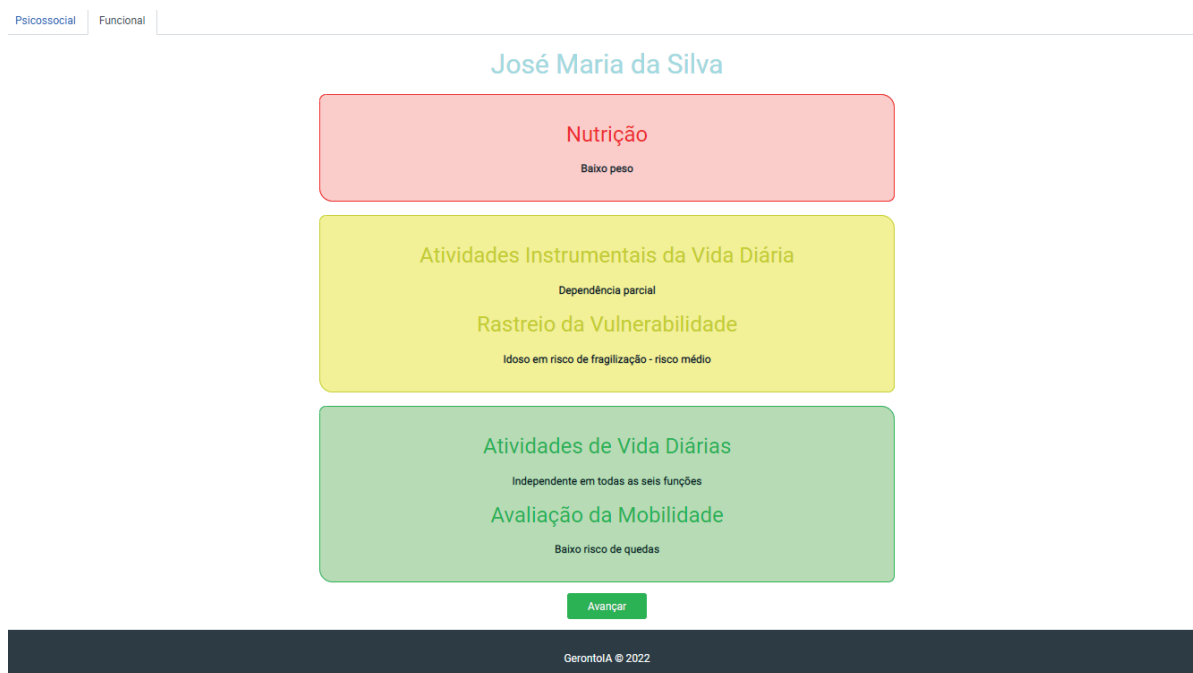 Psicossocial Funcional
José Maria da Silva
Nutrição
Baixo peso
Atividades Instrumentais da Vida Diária
Dependência parcial
Rastreio da Vulnerabilidade
Idoso em risco de fragilização - risco médio
Atividades de Vida Diárias
Independente em todas as seis funções
Avaliação da Mobilidade
Baixo risco de quedas
Avançar
GerontoIA © 2022